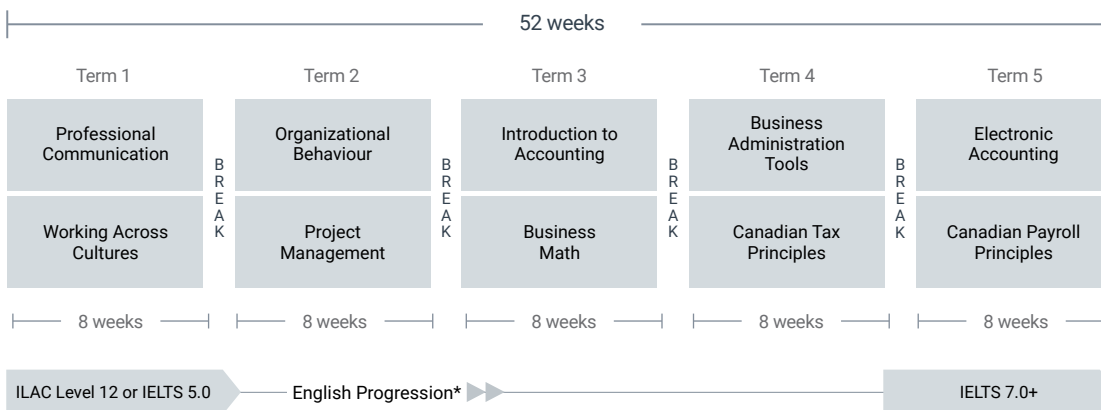 52 weeks
Term 1
Term 2
Term 3
Term 4
Term 5
Professional
Communication
Organizational
Behaviour
Introduction to
Accounting
Business
Administration
Tools
Electronic
Accounting
BREAK
BREAK
BREAK
BREAK
Working Across
Cultures
Project
Management
Business
Math
Canadian Tax
Principles
Canadian Payroll
Principles
8 weeks
8 weeks
8 weeks
8 weeks
8 weeks
ILAC Level 12 or IELTS 5.0
English Progression*
IELTS 7.0+